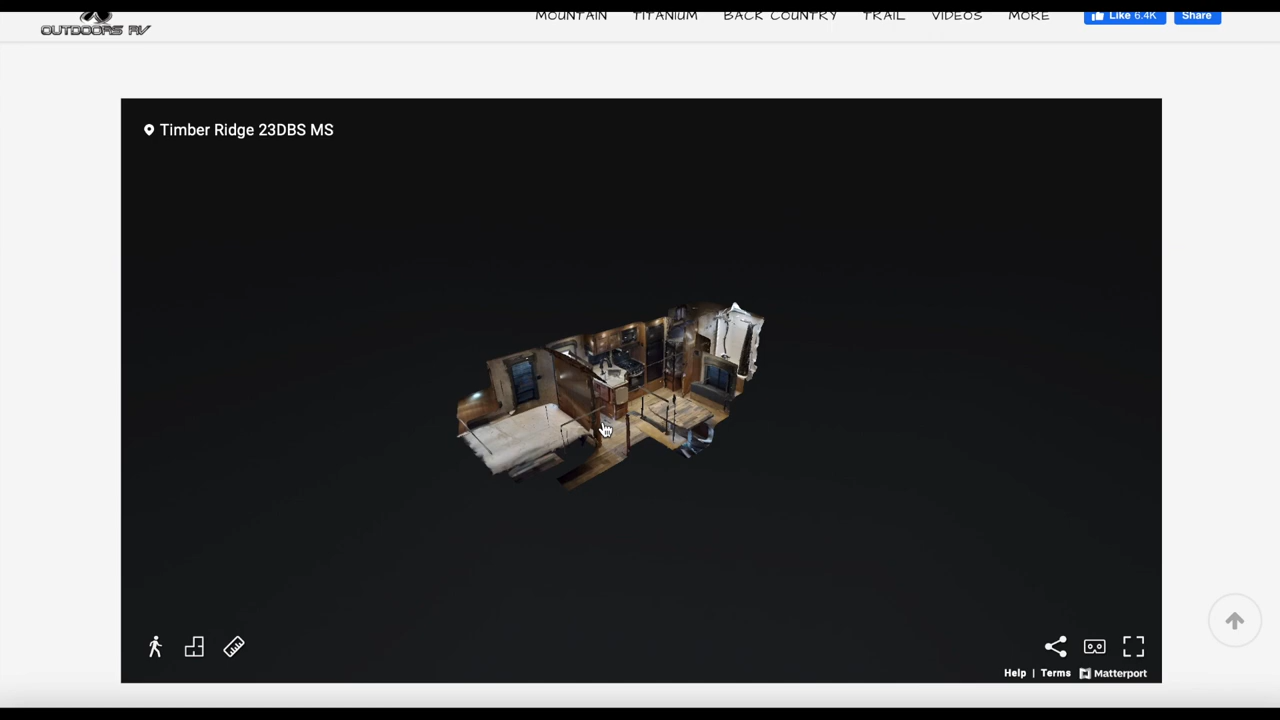 OUTDOORS RV
MOUNTAIN TITANIUM BACK COUNTRY TRAIL VIDEOS MORE
Like 6.4K Share
Timber Ridge 23DBS MS
Help | Terms Matterport